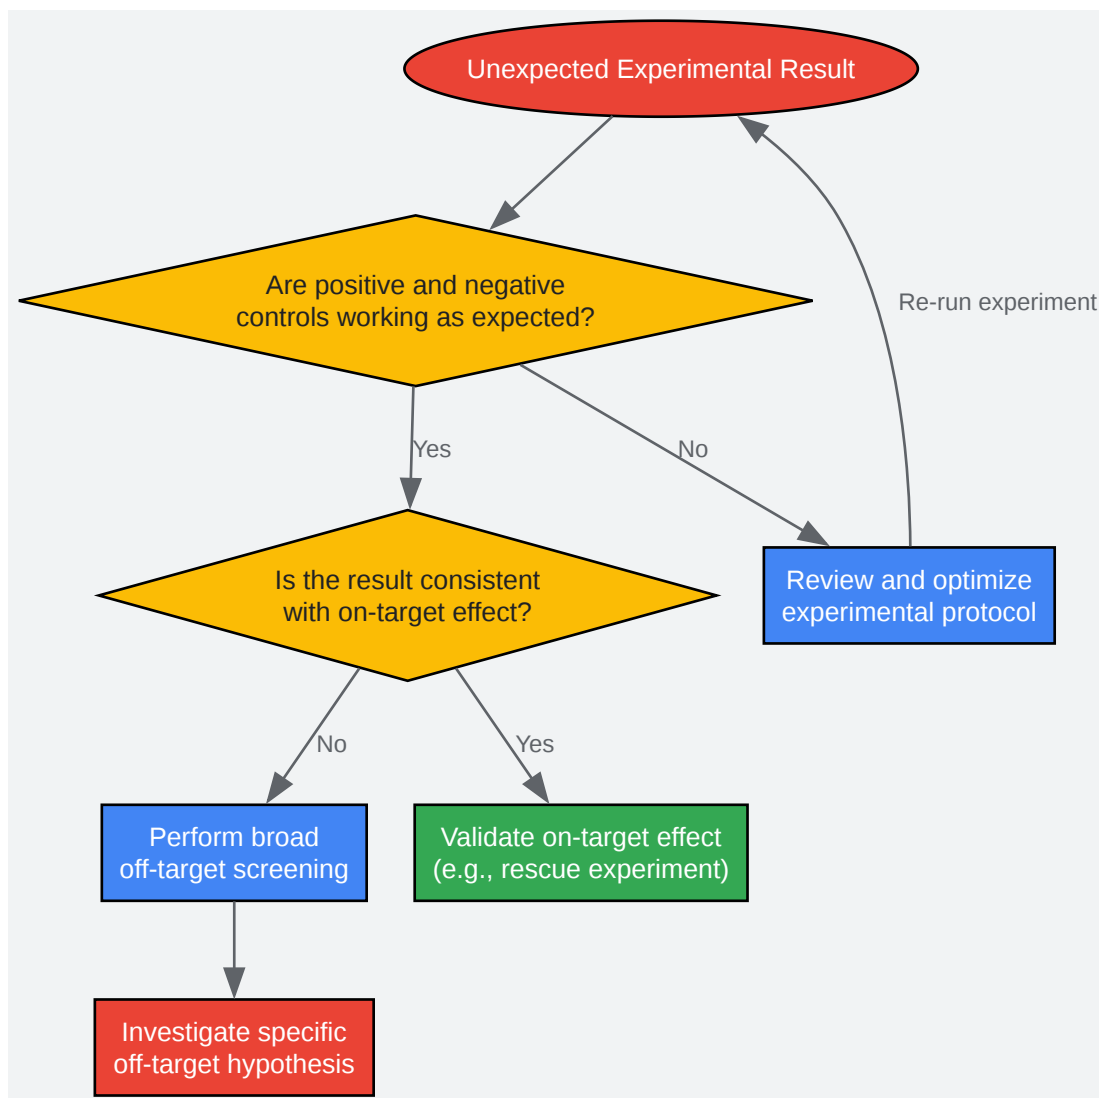 Unexpected Experimental Result
Are positive and negative
controls working as expected?
Re-run experiment
Yes
No
Is the result consistent
with on-target effect?
Review and optimize
experimental protocol
No
Yes
Perform broad
off-target screening
Validate on-target effect
(e.g., rescue experiment)
Investigate specific
off-target hypothesis